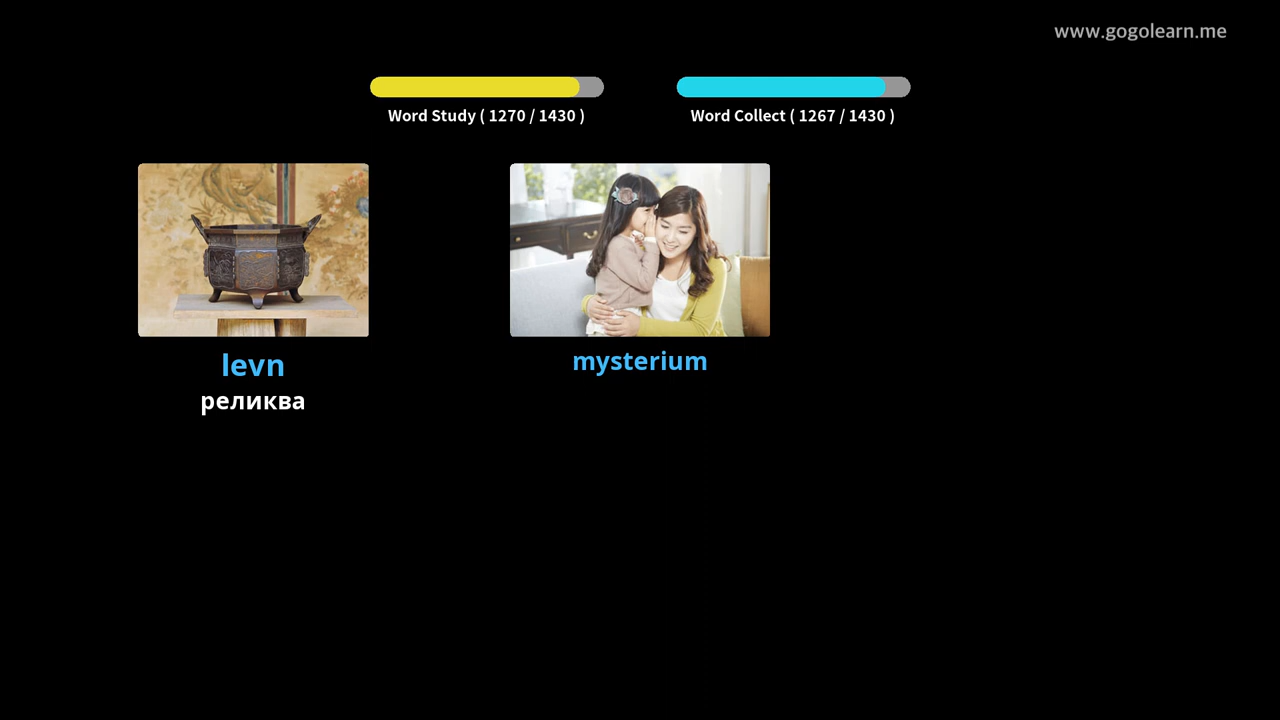 www.gogolearn.me
Word Study ( 1270 / 1430 )
Word Collect ( 1267 / 1430 )
levn
реликва
mysterium